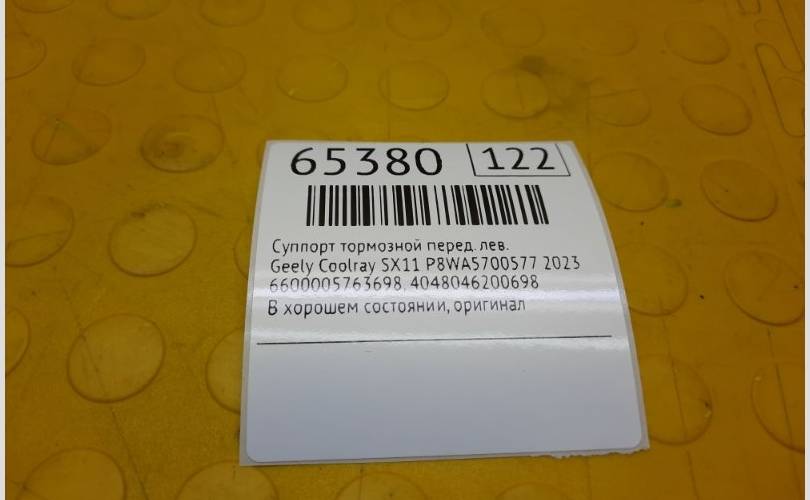 65380 122
Суппорт тормозной перед. лев.
Geely Coolray SX11 P8WA5700577 2023
6600005763698, 4048046200698
В хорошем состоянии, оригинал